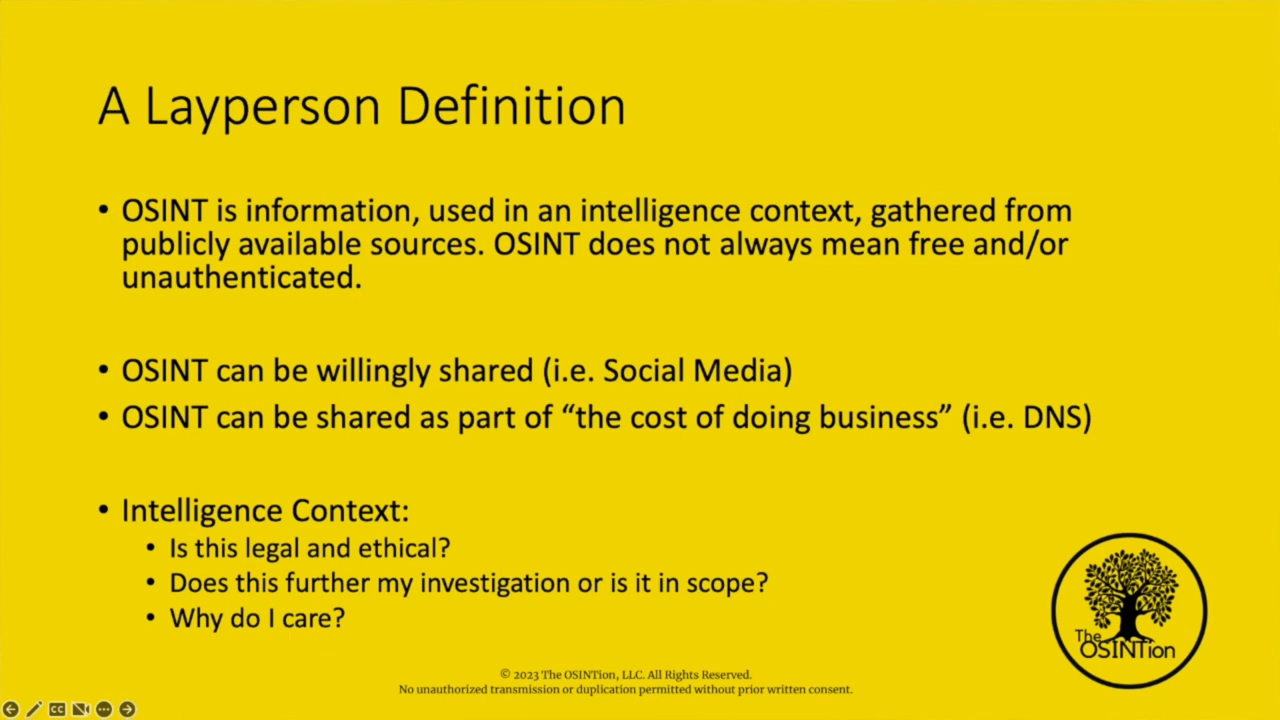 A Layperson Definition
• OSINT is information, used in an intelligence context, gathered from
publicly available sources. OSINT does not always mean free and/or
unauthenticated.
• OSINT can be willingly shared (i.e. Social Media)
• OSINT can be shared as part of “the cost of doing business” (i.e. DNS)
• Intelligence Context:
• Is this legal and ethical?
• Does this further my investigation or is it in scope?
• Why do I care?
The
OSINTion
© 2023 The OSINTion, LLC. All Rights Reserved.
No unauthorized transmission or duplication permitted without prior written consent.
CC